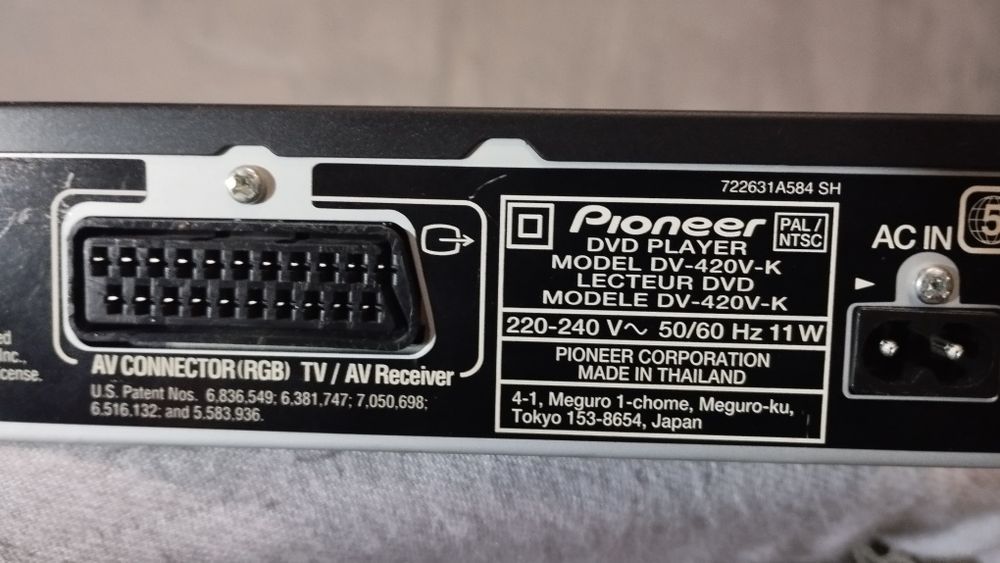 722631A584 SH
Pioneer
PAL /
NTSC
DVD PLAYER
MODEL DV-420V-K
LECTEUR DVD
MODELE DV-420V-K
220-240 V~ 50/60 Hz 11 W
PIONEER CORPORATION
MADE IN THAILAND
4-1, Meguro 1-chome, Meguro-ku,
Tokyo 153-8654, Japan
AC IN
5
Inc.,
AV CONNECTOR(RGB) TV / AV Receiver
U.S. Patent Nos. 6,836,549; 6,381,747; 7,050,698;
6,516,132; and 5,583,936.